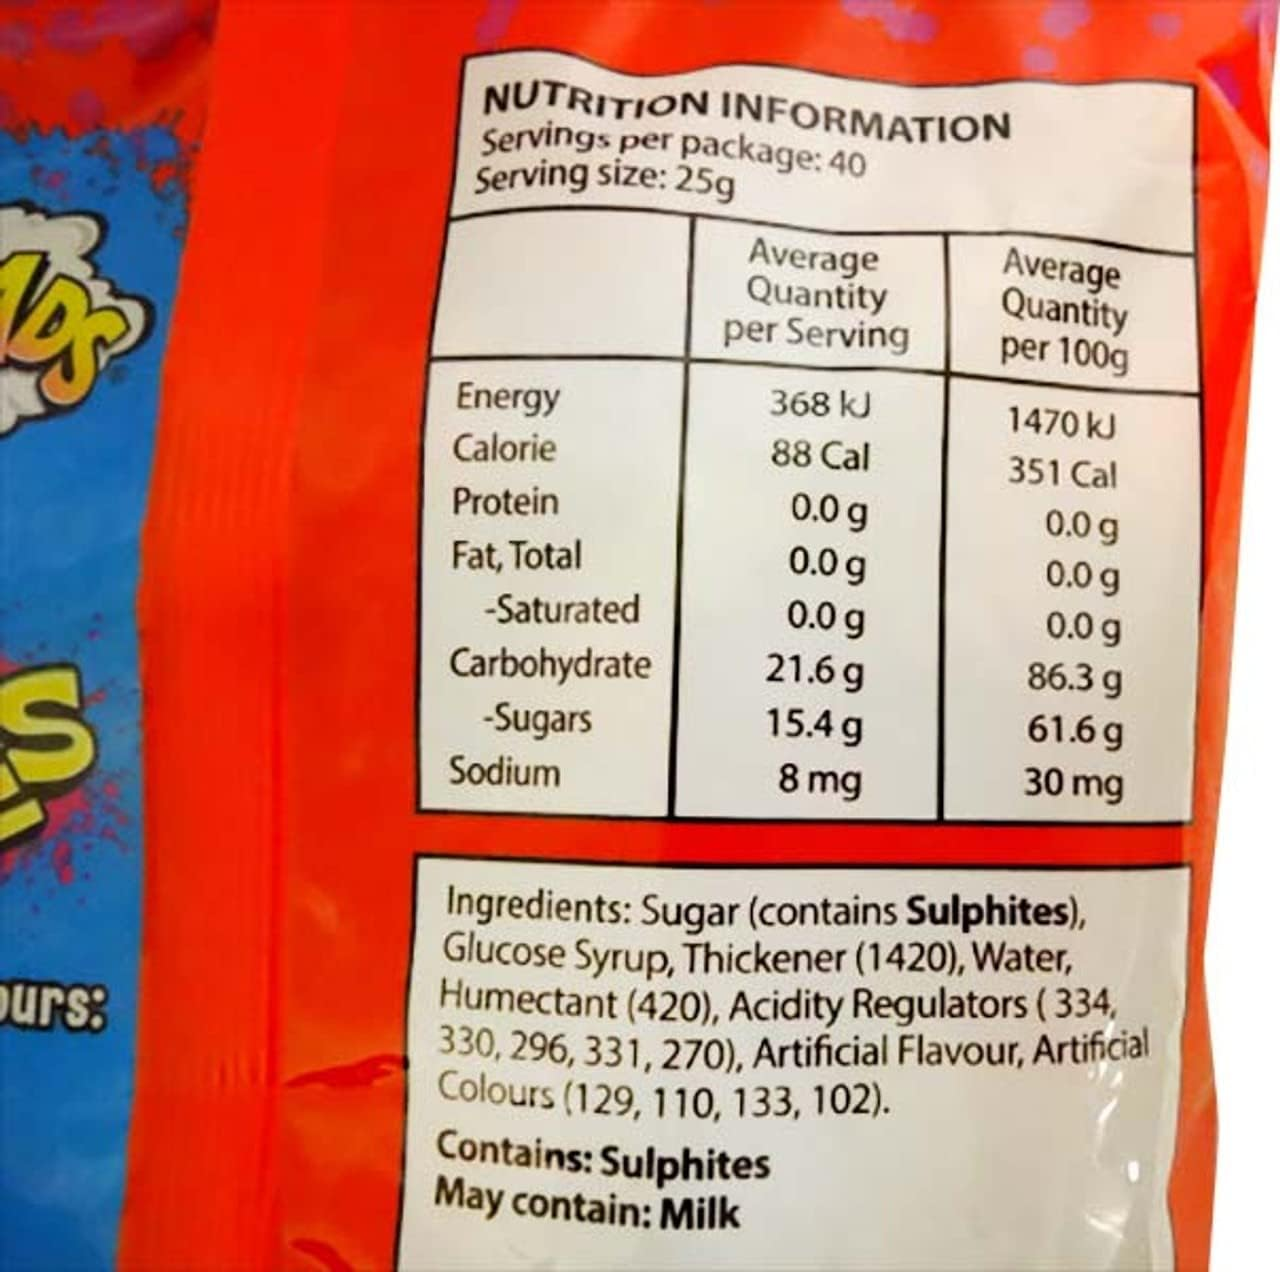 NUTRITION INFORMATION
Servings per package: 40
Serving size: 25g
Average Quantity per Serving
Average Quantity per 100g
Energy 368 kJ 1470 kJ
Calorie 88 Cal 351 Cal
Protein 0.0 g 0.0 g
Fat, Total 0.0 g 0.0 g
-Saturated 0.0 g 0.0 g
Carbohydrate 21.6 g 86.3 g
-Sugars 15.4 g 61.6 g
Sodium 8 mg 30 mg
Ingredients: Sugar (contains Sulphites),
Glucose Syrup, Thickener (1420), Water,
Humectant (420), Acidity Regulators ( 334,
330, 296, 331, 270), Artificial Flavour, Artificial
Colours (129, 110, 133, 102).
Contains: Sulphites
May contain: Milk